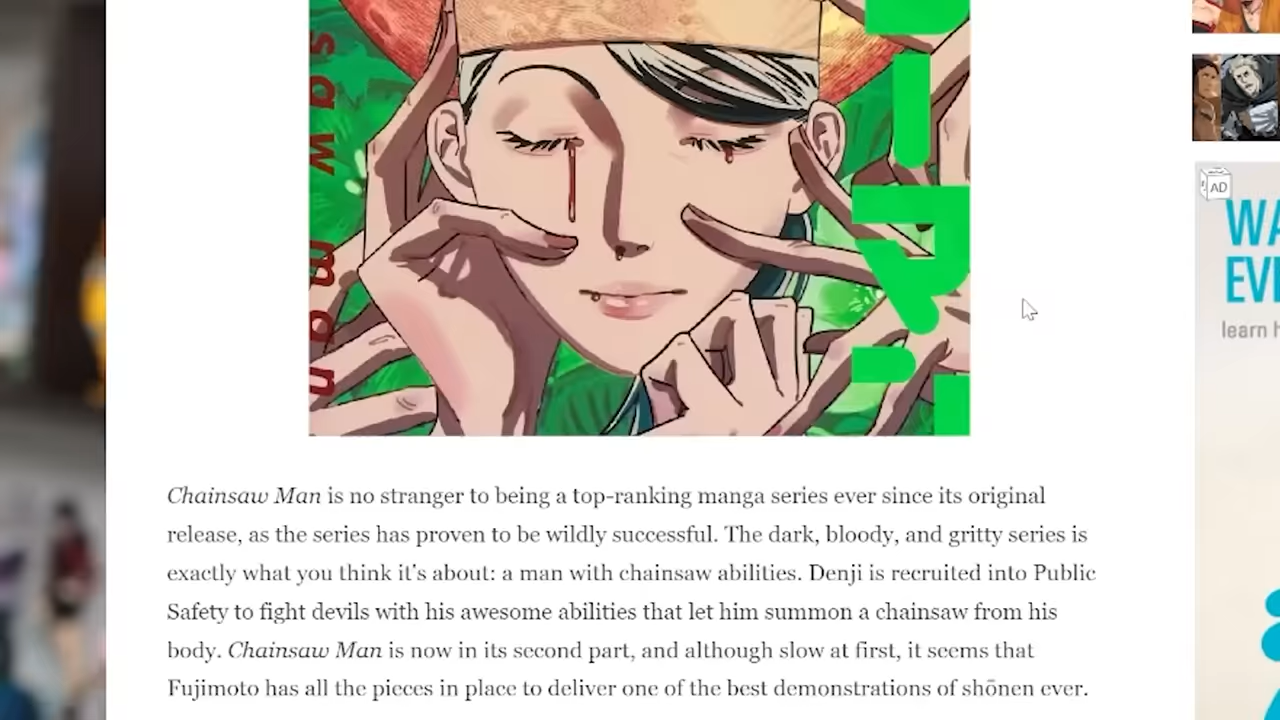 saw man
ーマン
AD
learn
Chainsaw Man is no stranger to being a top-ranking manga series ever since its original
release, as the series has proven to be wildly successful. The dark, bloody, and gritty series is
exactly what you think it's about: a man with chainsaw abilities. Denji is recruited into Public
Safety to fight devils with his awesome abilities that let him summon a chainsaw from his
body. Chainsaw Man is now in its second part, and although slow at first, it seems that
Fujimoto has all the pieces in place to deliver one of the best demonstrations of shōnen ever.